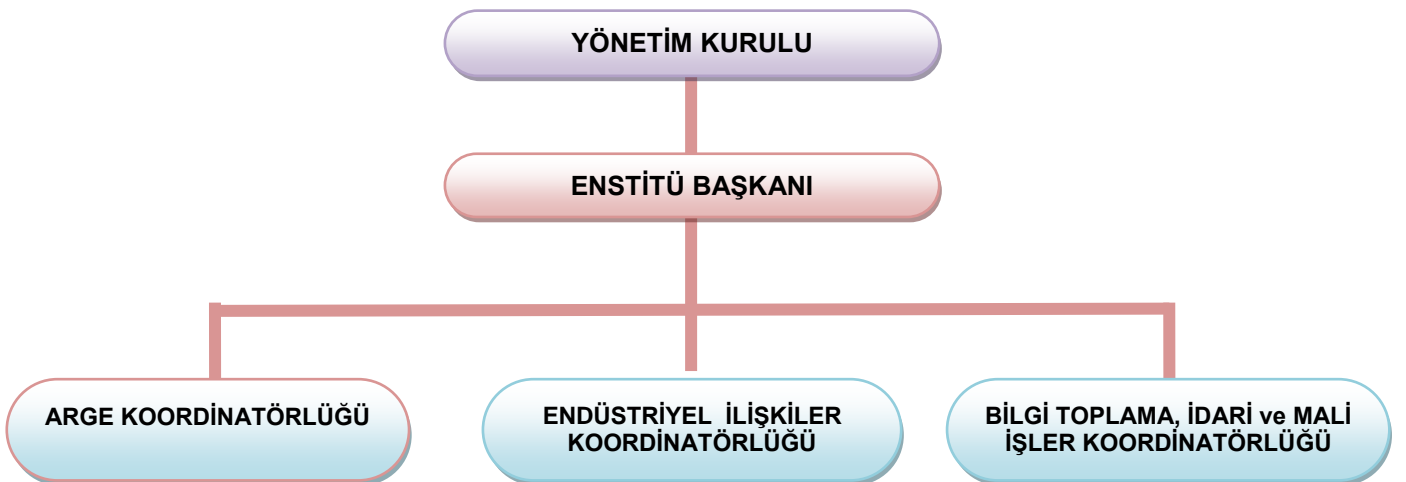 YÖNETİM KURULU
ENSTİTÜ BAŞKANI
ARGE KOORDİNATÖRLÜĞÜ
ENDÜSTRİYEL İLİŞKİLER
KOORDİNATÖRLÜĞÜ
BİLGİ TOPLAMA, İDARİ ve MALİ
İŞLER KOORDİNATÖRLÜĞÜ